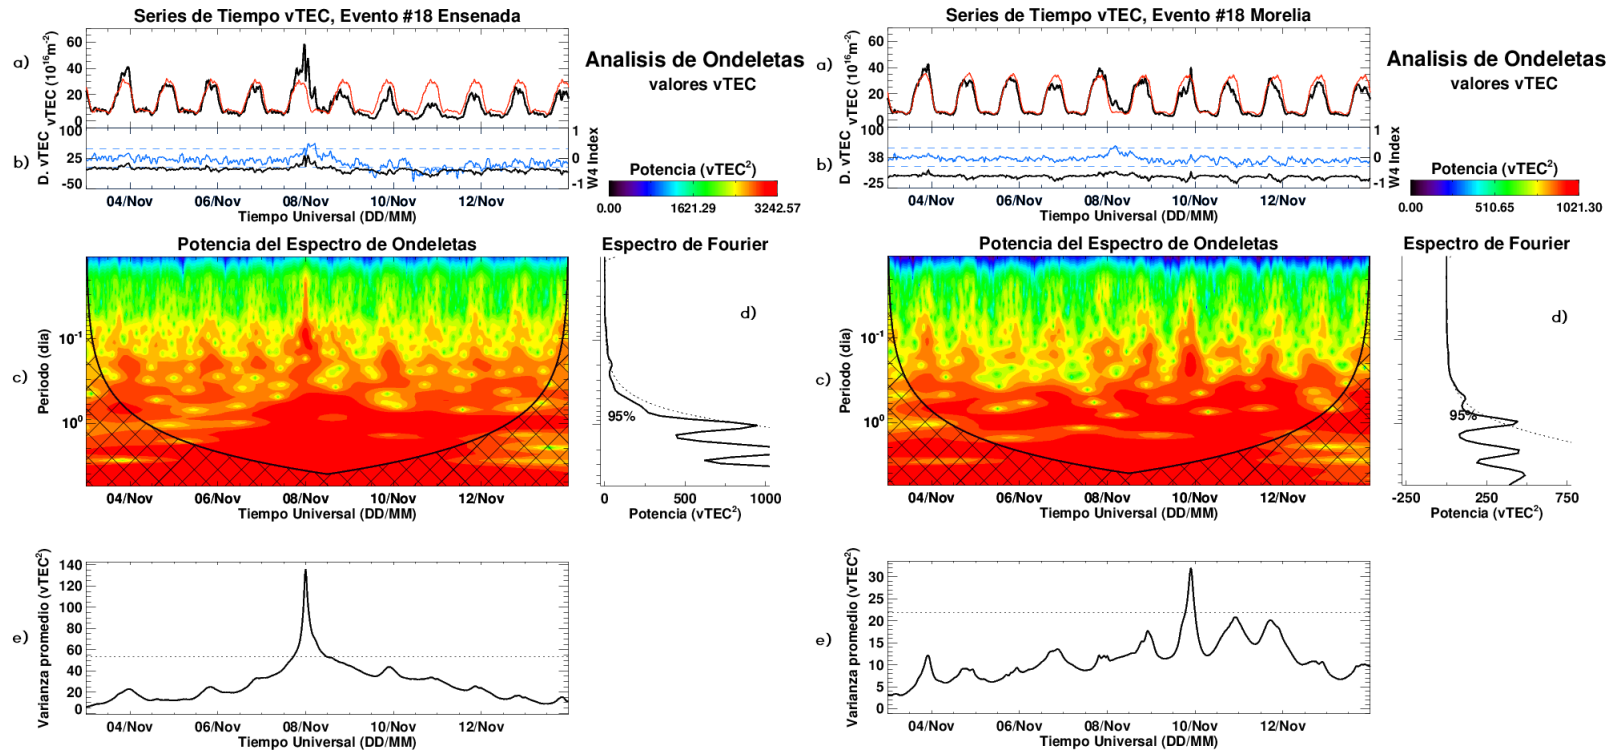 Series de Tiempo vTEC, Evento #18 Ensenada
a)
vTEC (10¹⁶m⁻²)
60
40
20
0
Analisis de Ondeletas
valores vTEC
b)
D. vTEC
100
25
-50
1
0
-1
W4 Index
04/Nov 06/Nov 08/Nov 10/Nov 12/Nov
Tiempo Universal (DD/MM)
Potencia (vTEC²)
0.00 1621.29 3242.57
Potencia del Espectro de Ondeletas
c)
Periodo (dia)
10⁻¹
10⁰
04/Nov 06/Nov 08/Nov 10/Nov 12/Nov
Tiempo Universal (DD/MM)
Espectro de Fourier
d)
95%
0 500 1000
Potencia (vTEC²)
e)
Varianza promedio (vTEC²)
140
120
100
80
60
40
20
0
04/Nov 06/Nov 08/Nov 10/Nov 12/Nov
Tiempo Universal (DD/MM)
Series de Tiempo vTEC, Evento #18 Morelia
a)
vTEC (10¹⁶m⁻²)
60
40
20
0
Analisis de Ondeletas
valores vTEC
b)
D. vTEC
100
38
-25
1
0
-1
W4 Index
04/Nov 06/Nov 08/Nov 10/Nov 12/Nov
Tiempo Universal (DD/MM)
Potencia (vTEC²)
0.00 510.65 1021.30
Potencia del Espectro de Ondeletas
c)
Periodo (dia)
10⁻¹
10⁰
04/Nov 06/Nov 08/Nov 10/Nov 12/Nov
Tiempo Universal (DD/MM)
Espectro de Fourier
d)
95%
-250 0 250 500 750
Potencia (vTEC²)
e)
Varianza promedio (vTEC²)
30
25
20
15
10
5
0
04/Nov 06/Nov 08/Nov 10/Nov 12/Nov
Tiempo Universal (DD/MM)